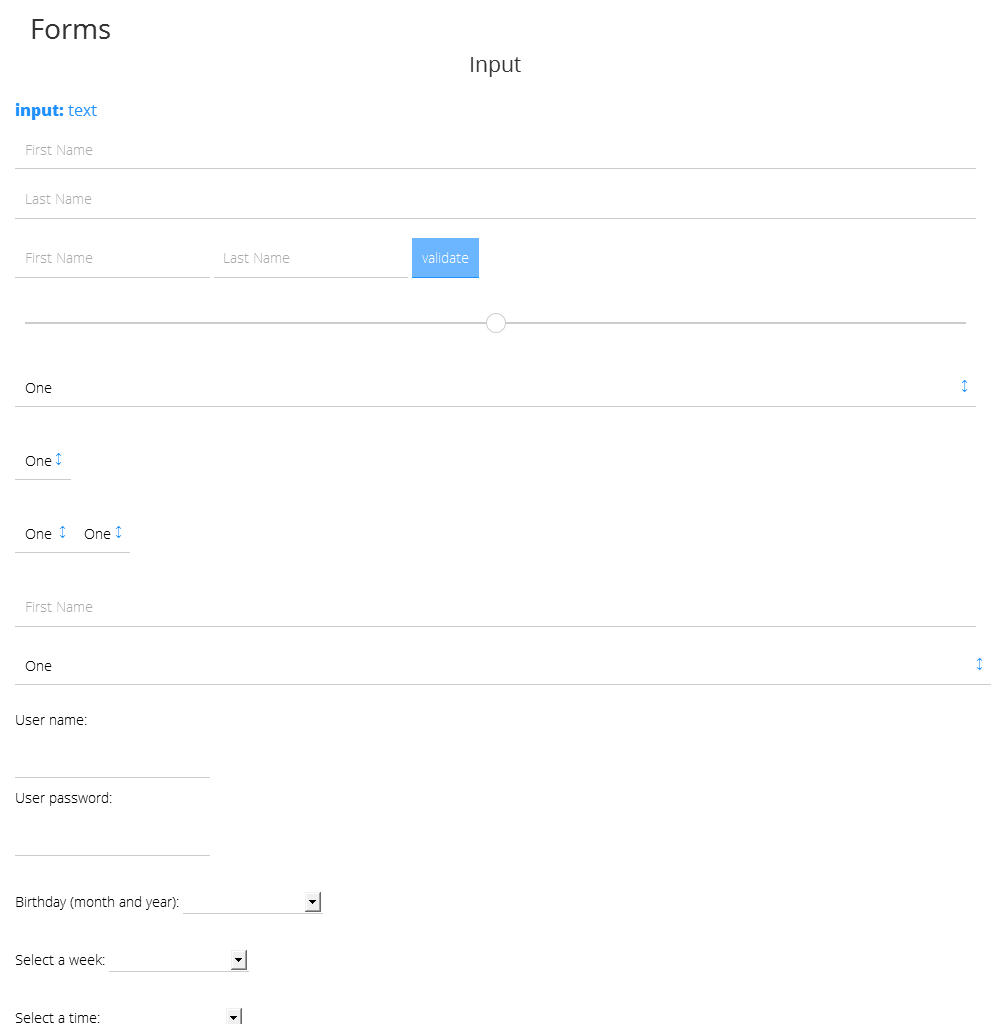 Forms
Input
input: text
First Name
Last Name
First Name Last Name validate
One
One
One One
First Name
One
User name:
User password:
Birthday (month and year):
Select a week:
Select a time: